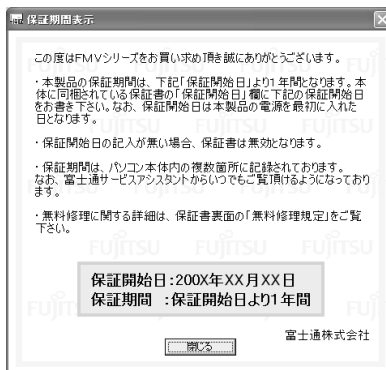 保証期間表示
この度はFMVシリーズをお買い求め頂き誠にありがとうございます。
・本製品の保証期間は、下記「保証開始日」より1年間となります。本
体に同梱されている保証書の「保証開始日」欄に下記の保証開始日
をお書き下さい。なお、保証開始日は本製品の電源を最初に入れた
日となります。
・保証開始日の記入が無い場合、保証書は無効となります。
・保証期間は、パソコン本体内の複数箇所に記録されております。
なお、富士通サービスアシスタントからいつでもご覧頂けるようになっており
ます。
・無料修理に関する詳細は、保証書裏面の「無料修理規定」をご覧
下さい。
保証開始日:200X年XX月XX日
保証期間 :保証開始日より1年間
富士通株式会社
閉じる